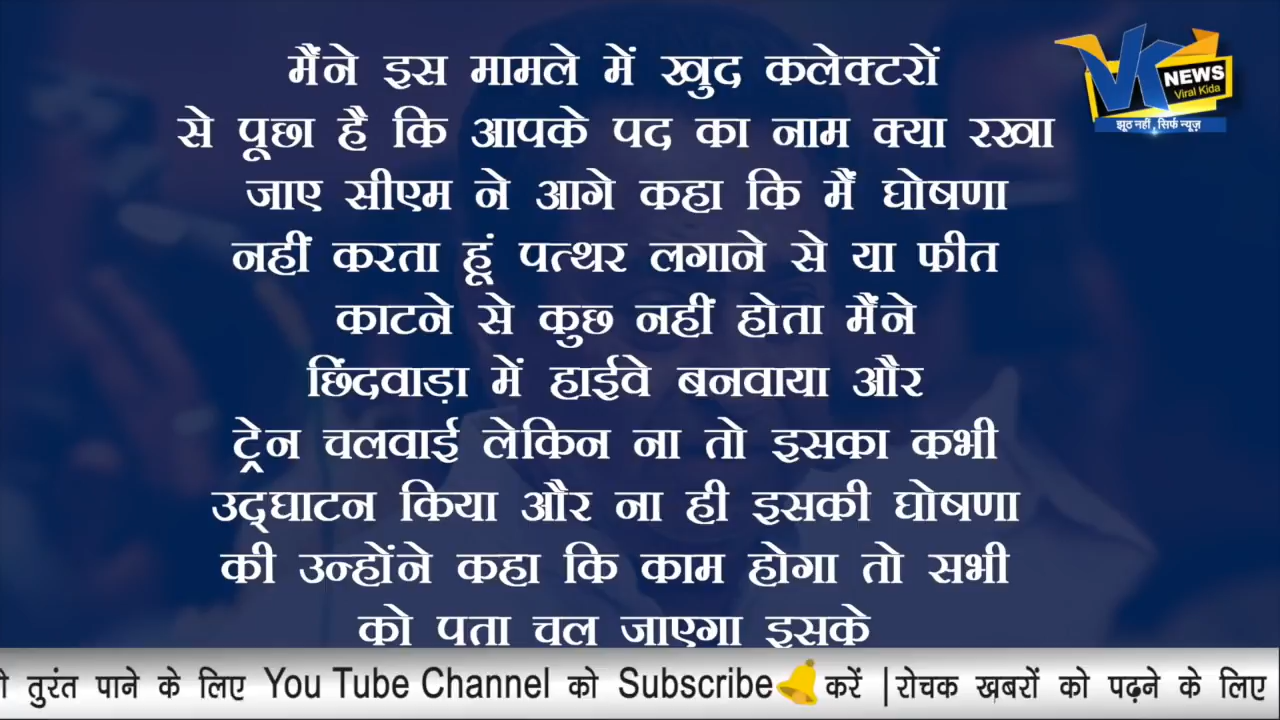 मैंने इस मामले में खुद कलेक्टरों
से पूछा है कि आपके पद का नाम क्या रखा
जाए सीएम ने आगे कहा कि मैं घोषणा
नहीं करता हूं पत्थर लगाने से या फीत
काटने से कुछ नहीं होता मैंने
छिंदवाड़ा में हाईवे बनवाया और
ट्रेन चलवाई लेकिन ना तो इसका कभी
उद्घाटन किया और ना ही इसकी घोषणा
की उन्होंने कहा कि काम होगा तो सभी
को पता चल जाएगा इसके
VK NEWS
Viral Kida
झूठ नहीं, सिर्फ न्यूज़
तुरंत पाने के लिए You Tube Channel को Subscribe करें | रोचक ख़बरों को पढ़ने के लिए